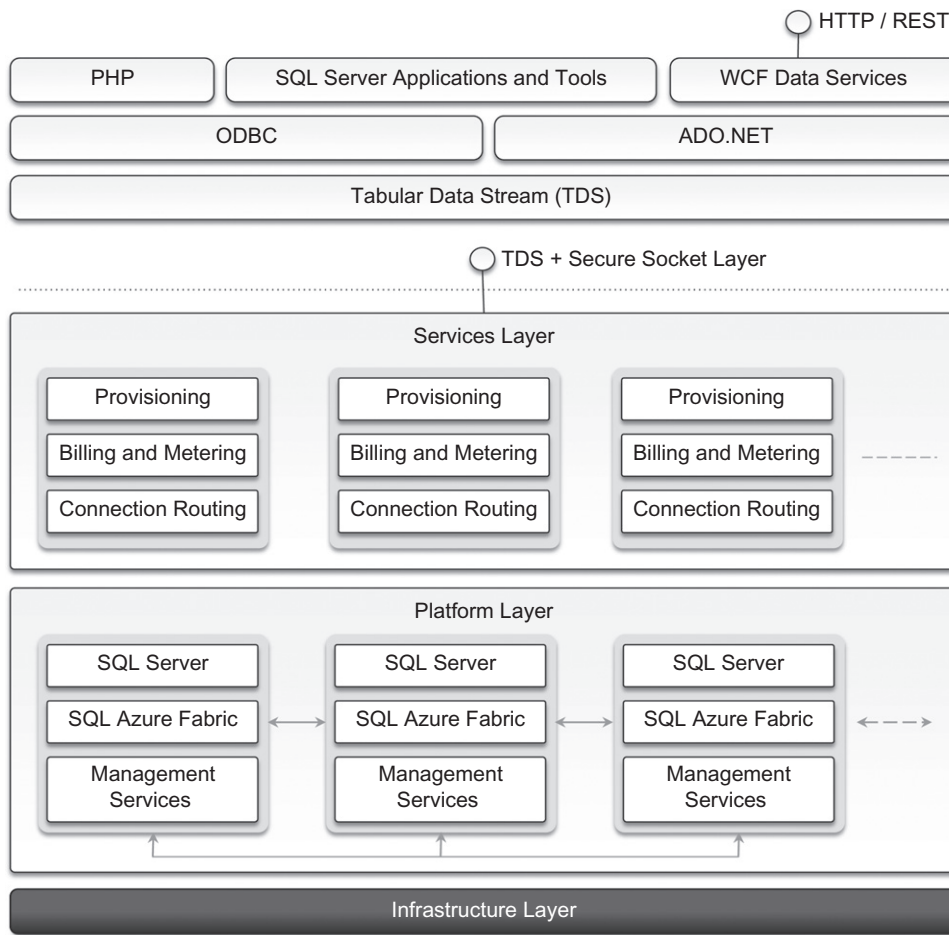 HTTP / REST
PHP
SQL Server Applications and Tools
WCF Data Services
ODBC
ADO.NET
Tabular Data Stream (TDS)
TDS + Secure Socket Layer
Services Layer
Provisioning
Billing and Metering
Connection Routing
Provisioning
Billing and Metering
Connection Routing
Provisioning
Billing and Metering
Connection Routing
Platform Layer
SQL Server
SQL Azure Fabric
Management
Services
SQL Server
SQL Azure Fabric
Management
Services
SQL Server
SQL Azure Fabric
Management
Services
Infrastructure Layer